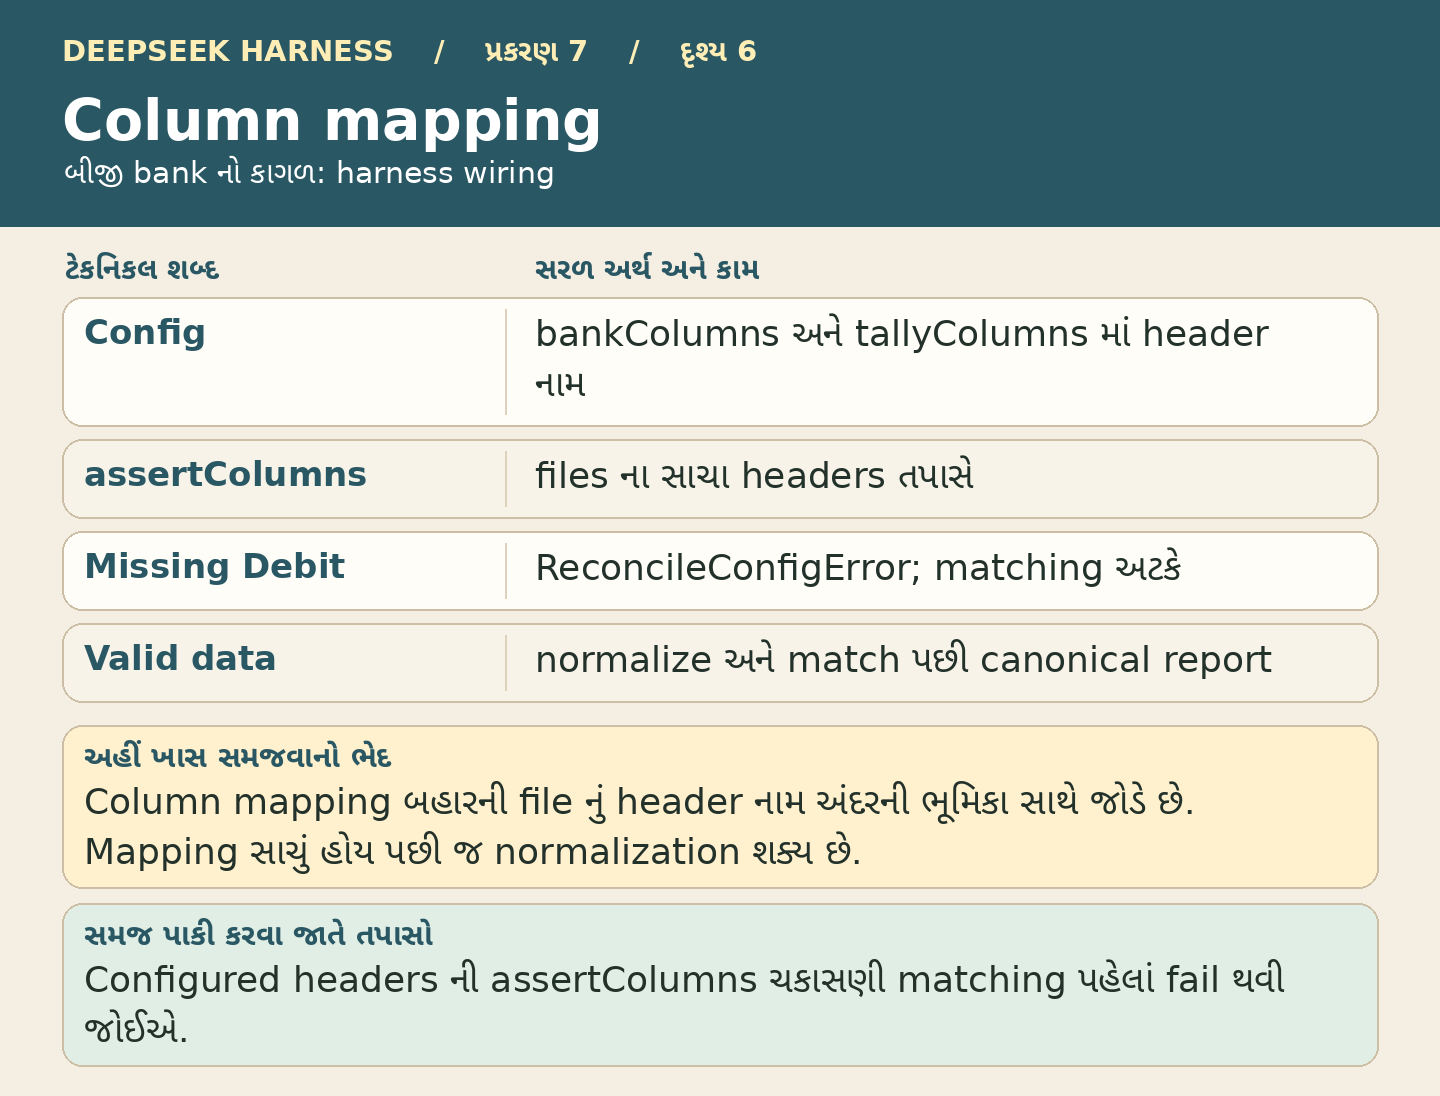 DEEPSEEK HARNESS / પ્રકરણ 7 / દૃશ્ય 6
Column mapping
બીજી bank નો કાગળ: harness wiring
ટેકનિકલ શબ્દ સરળ અર્થ અને કામ
Config bankColumns અને tallyColumns માં header
નામ
assertColumns files ના સાચા headers તપાસે
Missing Debit ReconcileConfigError; matching અટકે
Valid data normalize અને match પછી canonical report
અહીં ખાસ સમજવાનો ભેદ
Column mapping બહારની file નું header નામ અંદરની ભૂમિકા સાથે જોડે છે.
Mapping સાચું હોય પછી જ normalization શક્ય છે.
સમજ પાકી કરવા જાતે તપાસો
Configured headers ની assertColumns ચકાસણી matching પહેલાં fail થવી
જોઈએ.